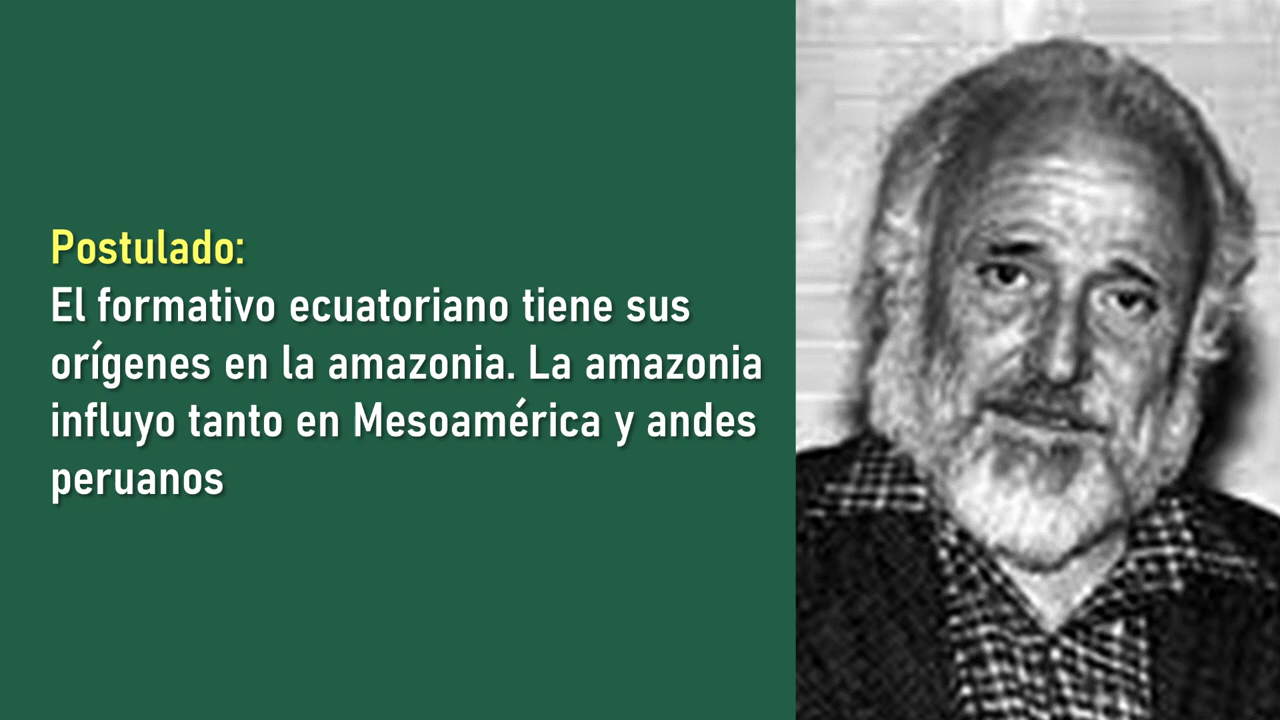 Postulado:
El formativo ecuatoriano tiene sus
orígenes en la amazonia. La amazonia
influyo tanto en Mesoamérica y andes
peruanos